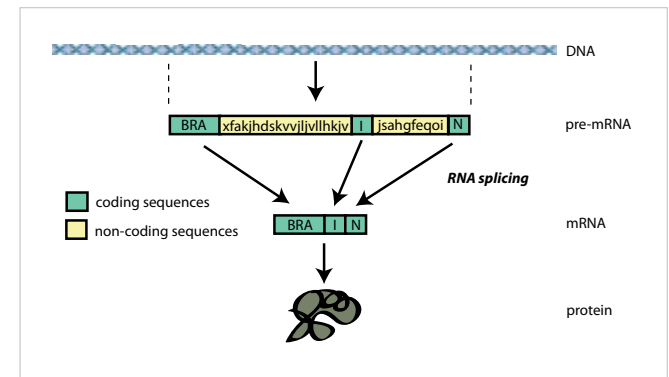 DNA
BRA xfakjhdskvvjljvllhkjv I jsahgfeqoi N pre-mRNA
RNA splicing
coding sequences
non-coding sequences
BRA I N mRNA
protein